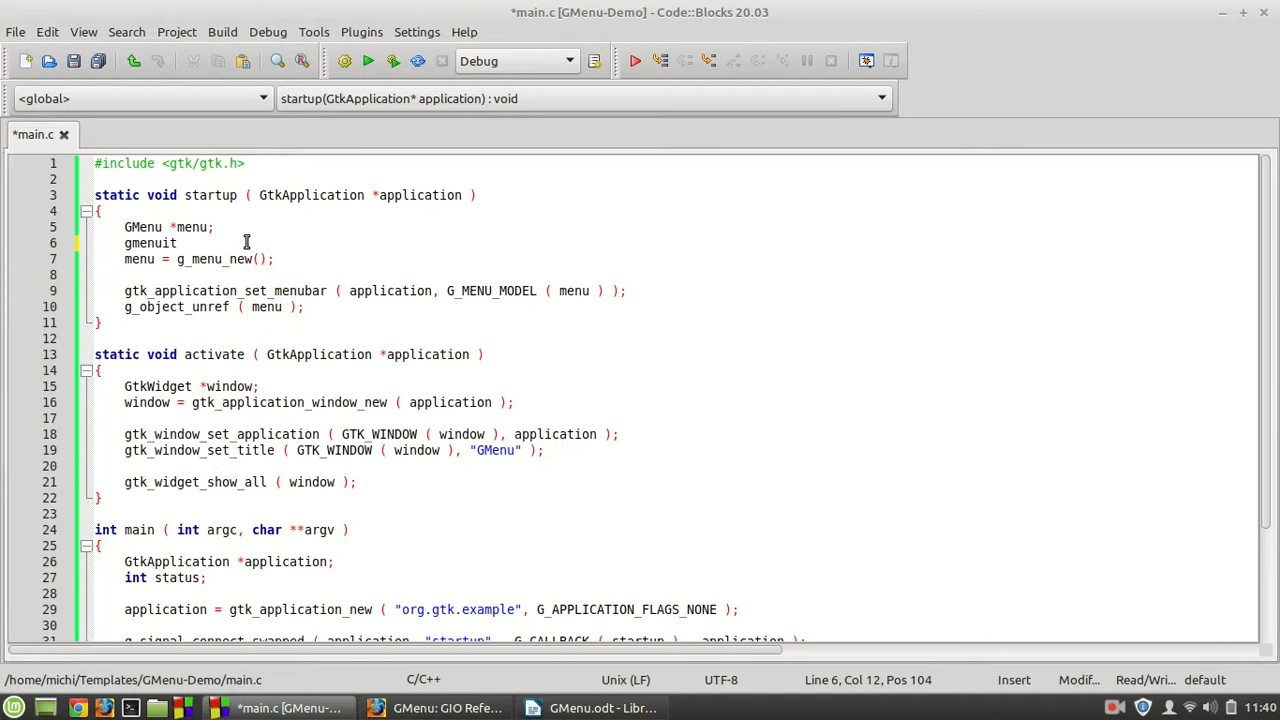 *main.c [GMenu-Demo] - Code::Blocks 20.03
File Edit View Search Project Build Debug Tools Plugins Settings Help
Debug
<global> startup(GtkApplication* application) : void
*main.c
1 #include <gtk/gtk.h>
2
3 static void startup ( GtkApplication *application )
4 {
5 GMenu *menu;
6 gmenuit
7 menu = g_menu_new();
8
9 gtk_application_set_menubar ( application, G_MENU_MODEL ( menu ) );
10 g_object_unref ( menu );
11 }
12
13 static void activate ( GtkApplication *application )
14 {
15 GtkWidget *window;
16 window = gtk_application_window_new ( application );
17
18 gtk_window_set_application ( GTK_WINDOW ( window ), application );
19 gtk_window_set_title ( GTK_WINDOW ( window ), "GMenu" );
20
21 gtk_widget_show_all ( window );
22 }
23
24 int main ( int argc, char **argv )
25 {
26 GtkApplication *application;
27 int status;
28
29 application = gtk_application_new ( "org.gtk.example", G_APPLICATION_FLAGS_NONE );
30
31 g_signal_connect_swapped ( application, "startup", G_CALLBACK ( startup ), application );
/home/michi/Templates/GMenu-Demo/main.c C/C++ Unix (LF) UTF-8 Line 6, Col 12, Pos 104 Insert Modif... Read/Wri... default
*main.c [GMenu-... GMenu: GIO Refe... GMenu.odt - Libr... 11:40